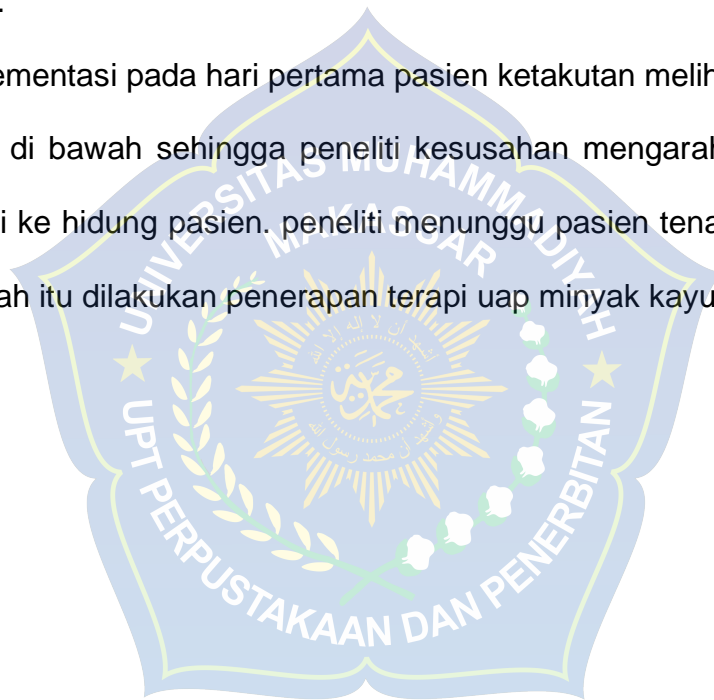 .
ementasi pada hari pertama pasien ketakutan melih
di bawah sehingga peneliti kesusahan mengarah
i ke hidung pasien. peneliti menunggu pasien tena
ah itu dilakukan penerapan terapi uap minyak kayu
UNIVERSITAS MUHAMMADIYAH
MAKASSAR
UPT PERPUSTAKAAN DAN PENERBITAN